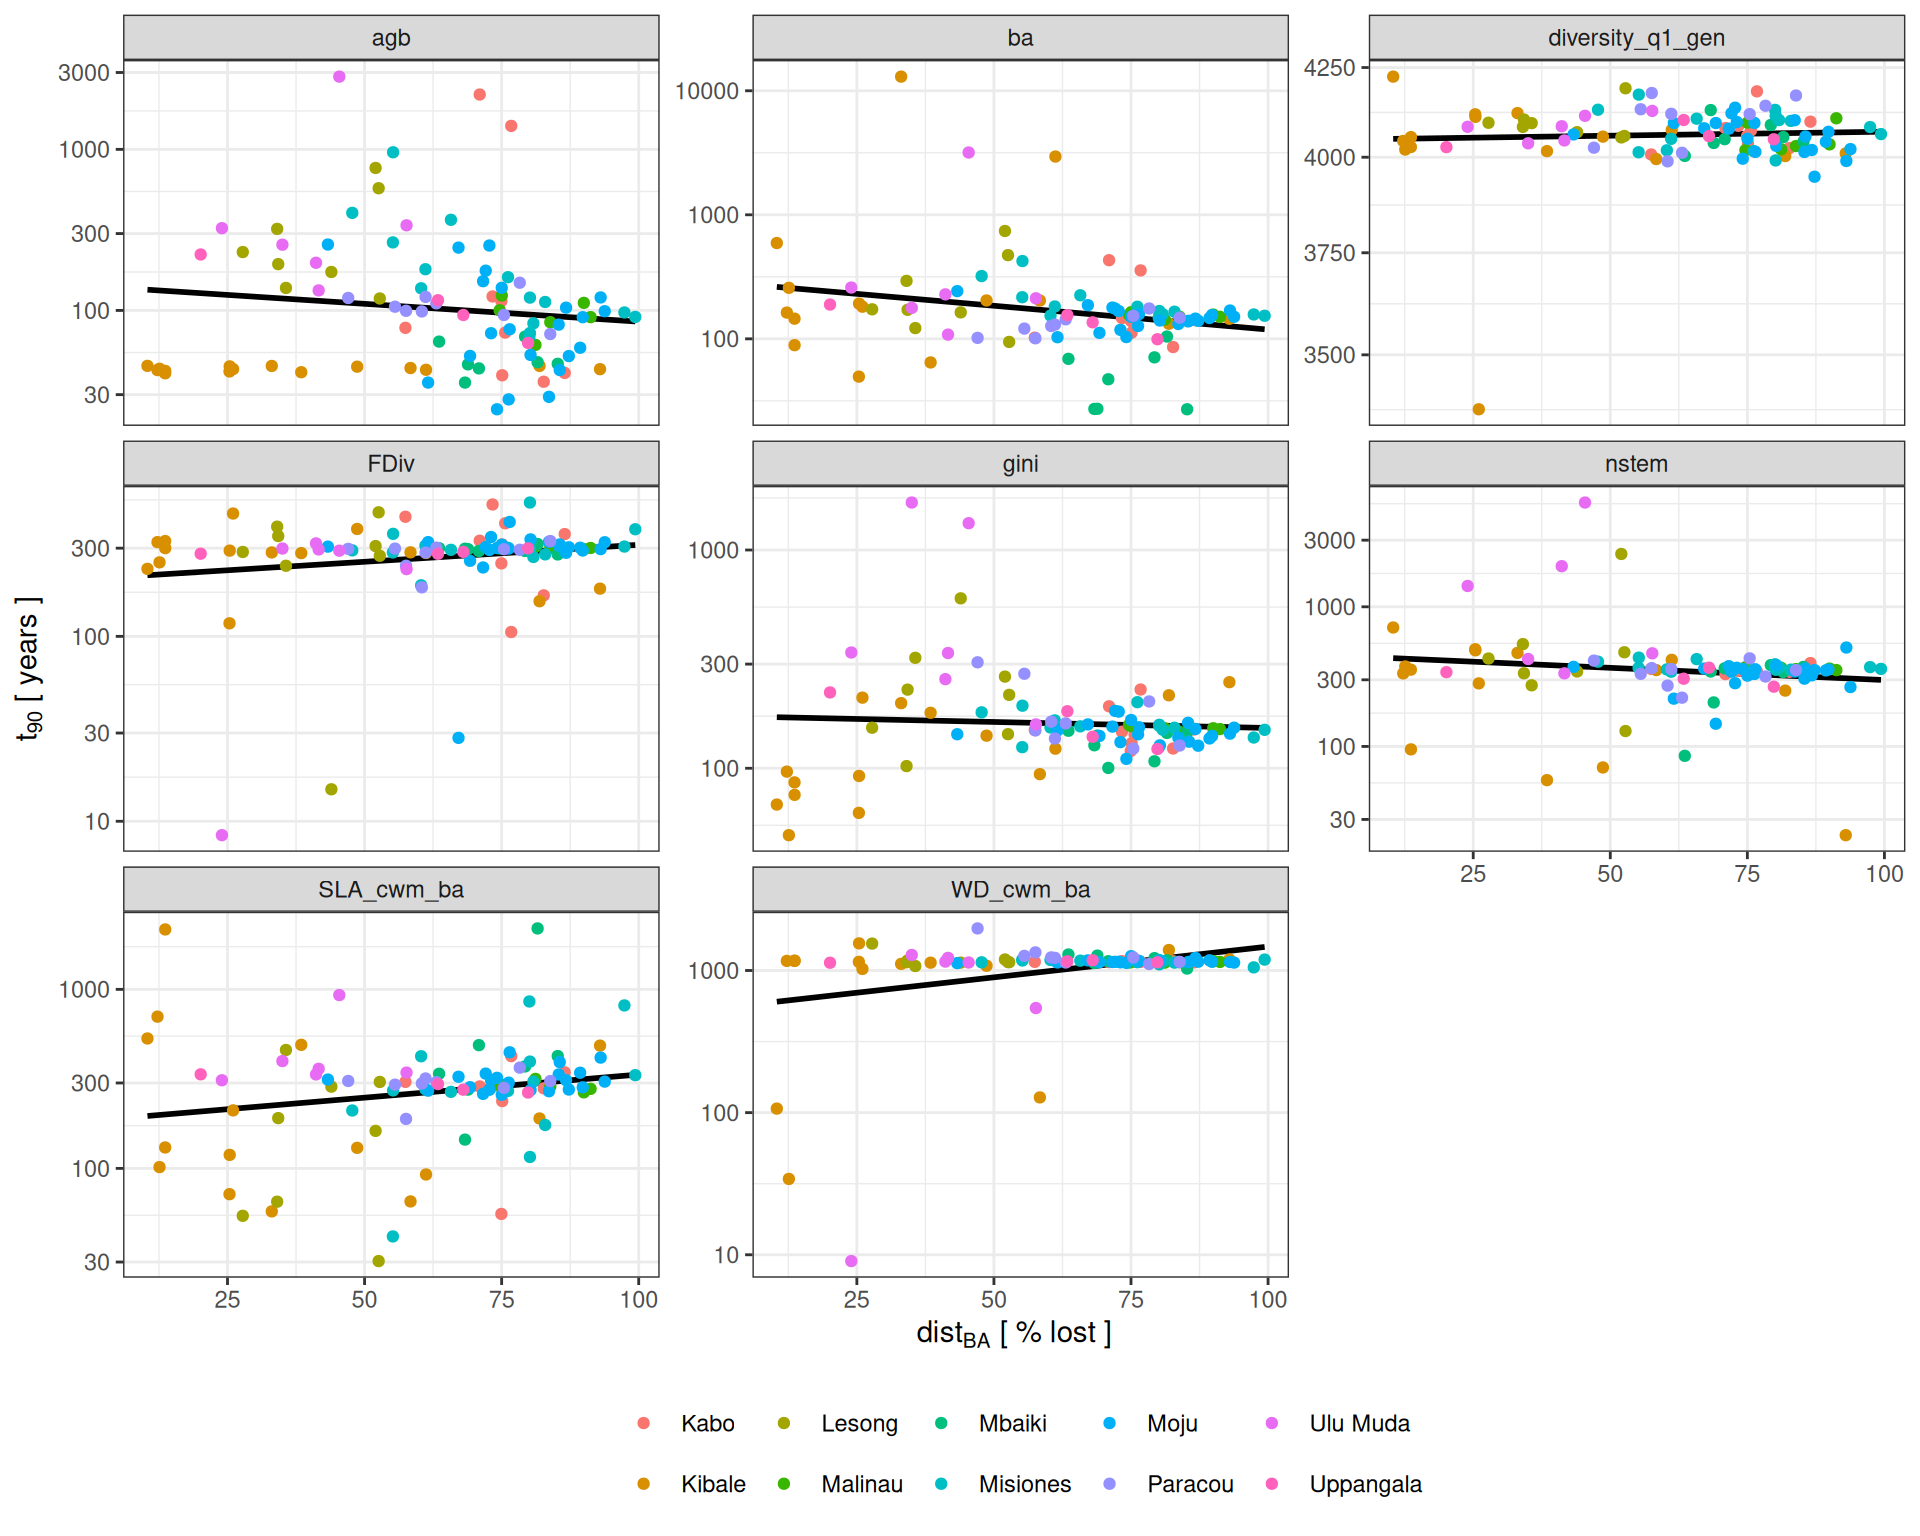 agb
ba
diversity_q1_gen
3000
1000
300
100
30
10000
1000
100
4250
4000
3750
3500
FDiv
gini
nstem
300
100
30
10
1000
300
100
3000
1000
300
100
30
25 50 75 100
SLA_cwm_ba
WD_cwm_ba
1000
300
100
30
1000
100
10
25 50 75 100
25 50 75 100
t90 [ years ]
distBA [ % lost ]
Kabo Lesong Mbaiki Moju Ulu Muda
Kibale Malinau Misiones Paracou Uppangala